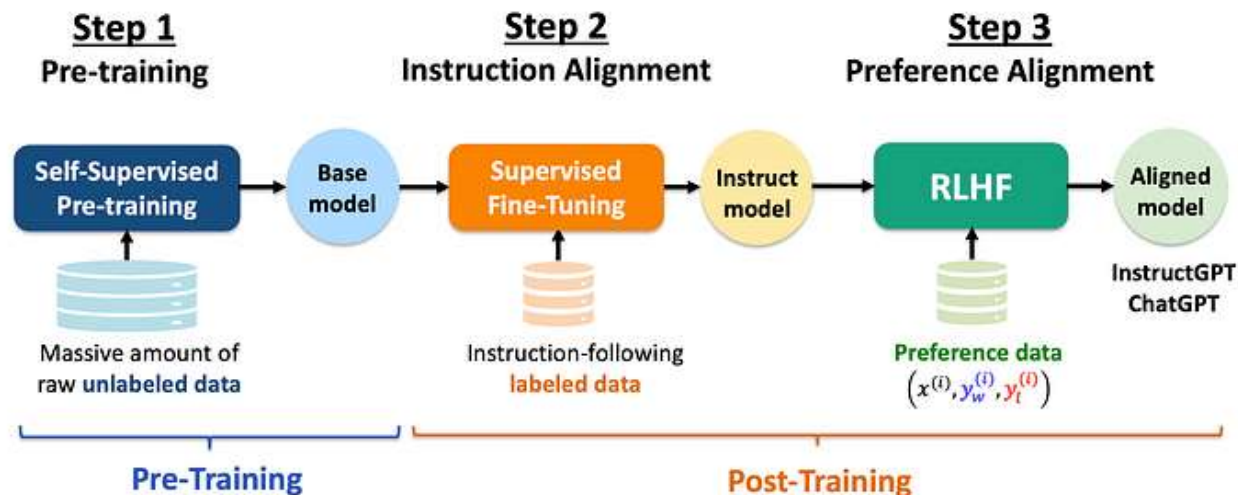 Step 1
Pre-training
Step 2
Instruction Alignment
Step 3
Preference Alignment
Self-Supervised
Pre-training
Base
model
Supervised
Fine-Tuning
Instruct
model
RLHF
Aligned
model
InstructGPT
ChatGPT
Massive amount of
raw unlabeled data
Instruction-following
labeled data
Preference data
(x^(i), y_w^(i), y_l^(i))
Pre-Training
Post-Training